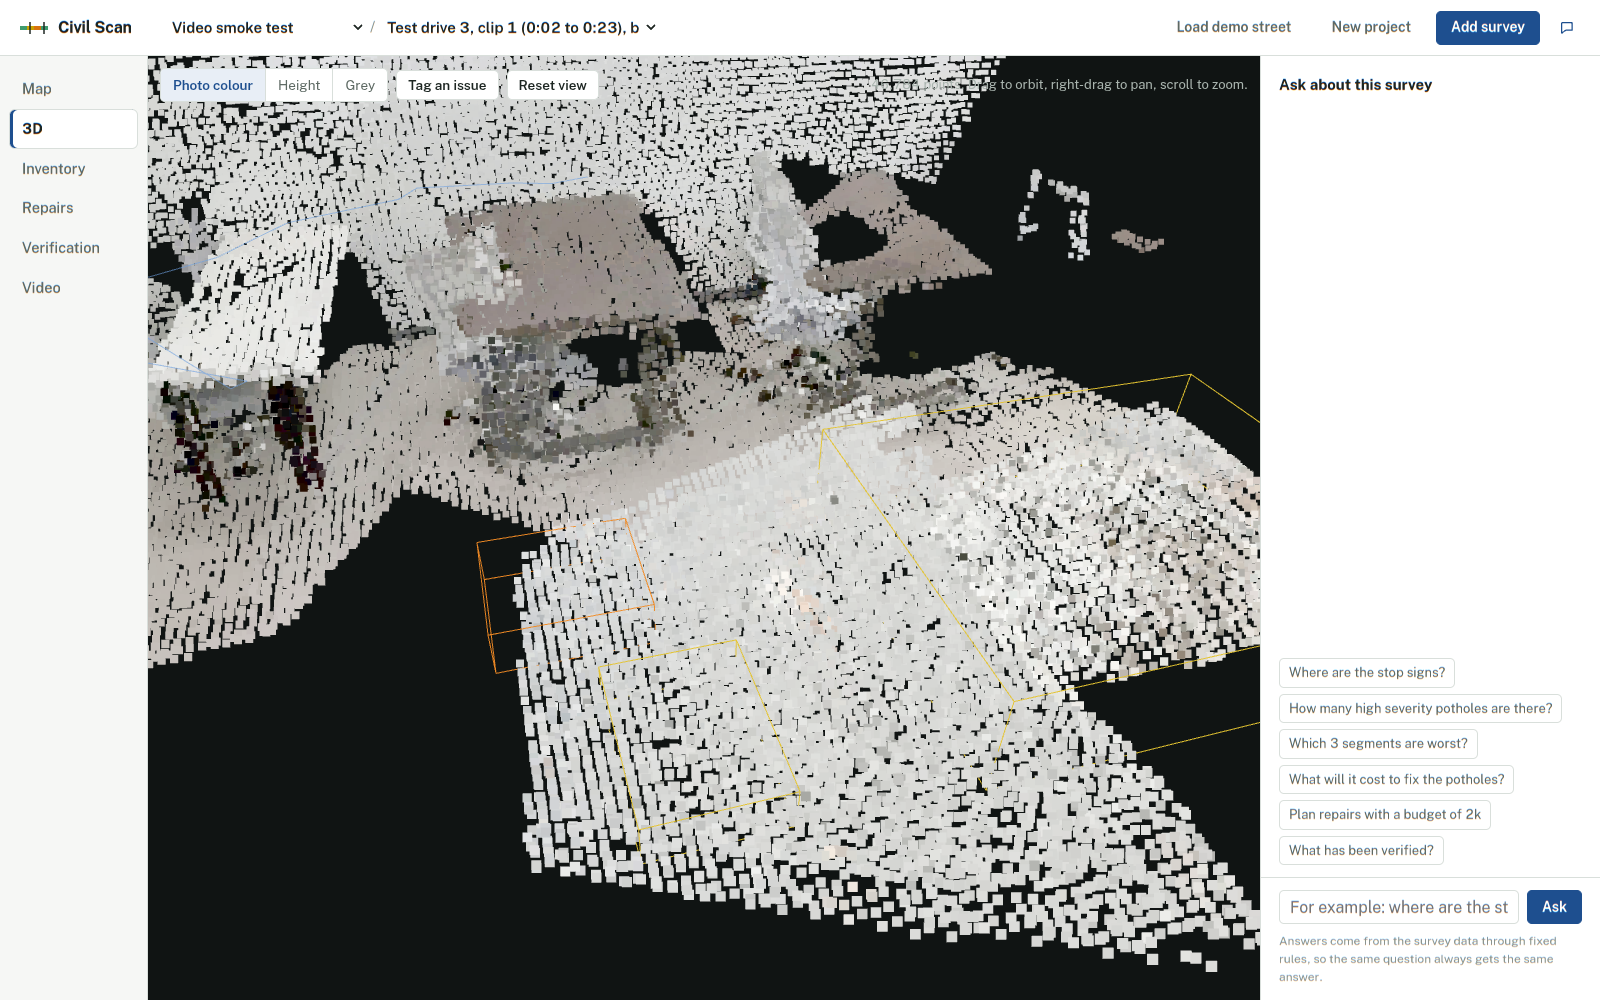 Civil Scan
Video smoke test
/
Test drive 3, clip 1 (0:02 to 0:23), b
Load demo street
New project
Add survey
Map
3D
Inventory
Repairs
Verification
Video
Photo colour
Height
Grey
Tag an issue
Reset view
to orbit, right-drag to pan, scroll to zoom.
Ask about this survey
Where are the stop signs?
How many high severity potholes are there?
Which 3 segments are worst?
What will it cost to fix the potholes?
Plan repairs with a budget of 2k
What has been verified?
For example: where are the st
Ask
Answers come from the survey data through fixed
rules, so the same question always gets the same
answer.